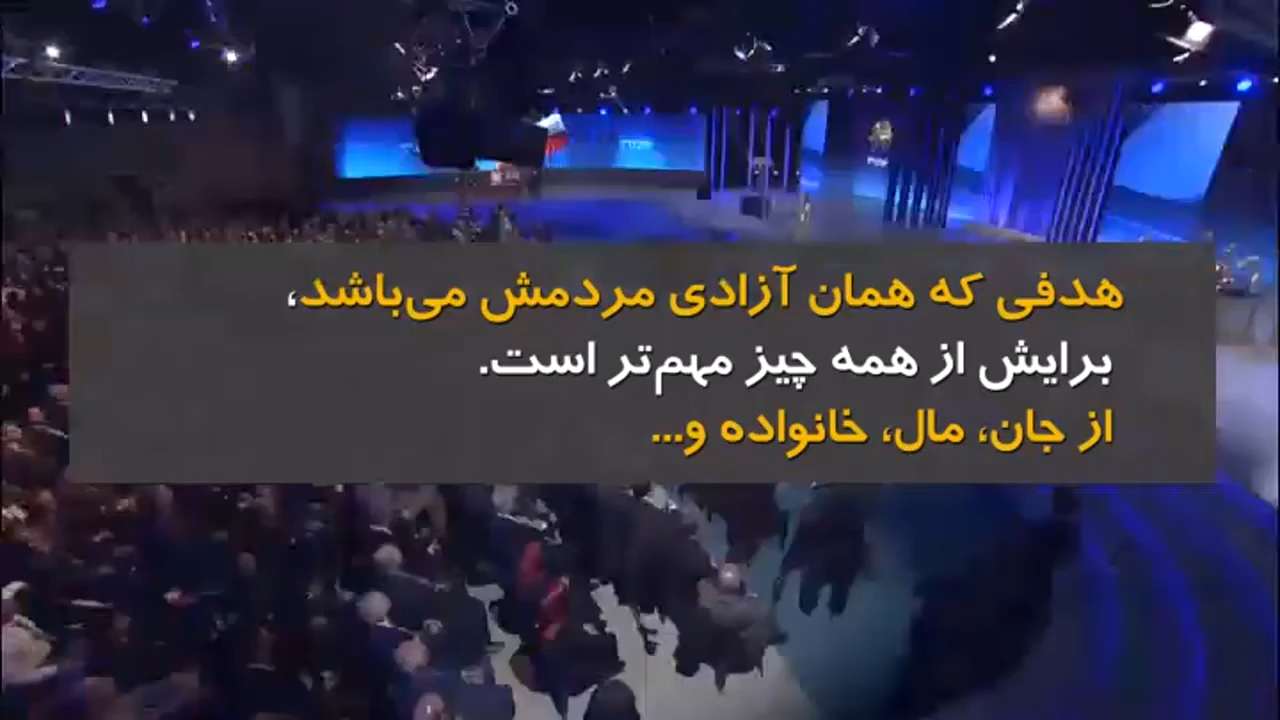 هدفی که همان آزادی مردمش می‌باشد،
برایش از همه چیز مهم‌تر است.
از جان، مال، خانواده و...